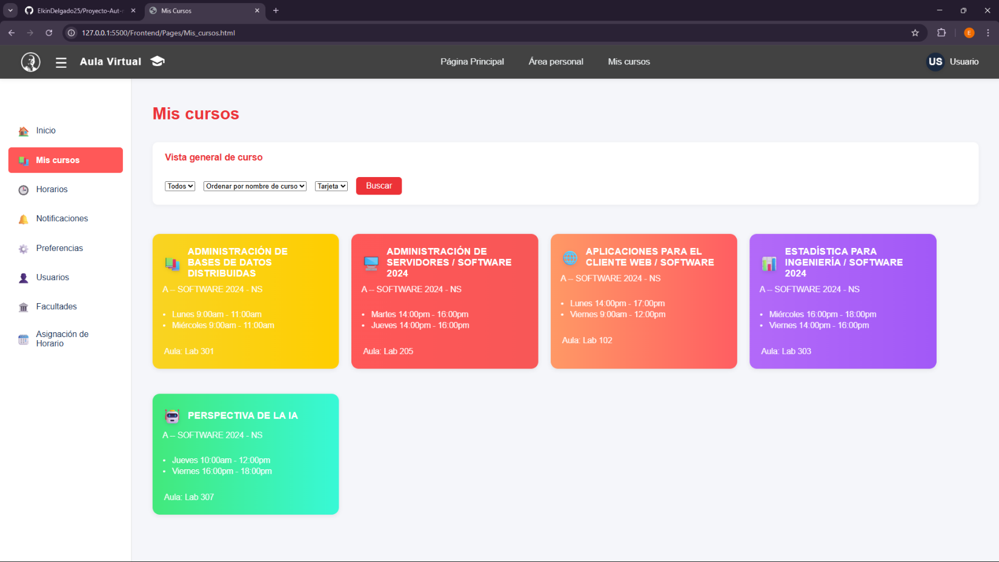 ElkinDelgado25/Proyecto-Aut-r
Mis Cursos
127.0.0.1:5500/Frontend/Pages/Mis_cursos.html
E
Aula Virtual
Página Principal
Área personal
Mis cursos
US
Usuario
Inicio
Mis cursos
Horarios
Notificaciones
Preferencias
Usuarios
Facultades
Asignación de
Horario
Mis cursos
Vista general de curso
Todos
Ordenar por nombre de curso
Tarjeta
Buscar
ADMINISTRACIÓN DE
BASES DE DATOS
DISTRIBUIDAS
A -- SOFTWARE 2024 - NS
• Lunes 9:00am - 11:00am
• Miércoles 9:00am - 11:00am
Aula: Lab 301
ADMINISTRACIÓN DE
SERVIDORES / SOFTWARE
2024
A -- SOFTWARE 2024 - NS
• Martes 14:00pm - 16:00pm
• Jueves 14:00pm - 16:00pm
Aula: Lab 205
APLICACIONES PARA EL
CLIENTE WEB / SOFTWARE
A -- SOFTWARE 2024 - NS
• Lunes 14:00pm - 17:00pm
• Viernes 9:00am - 12:00pm
Aula: Lab 102
ESTADÍSTICA PARA
INGENIERÍA / SOFTWARE
2024
A -- SOFTWARE 2024 - NS
• Miércoles 16:00pm - 18:00pm
• Viernes 14:00pm - 16:00pm
Aula: Lab 303
PERSPECTIVA DE LA IA
A -- SOFTWARE 2024 - NS
• Jueves 10:00am - 12:00pm
• Viernes 16:00pm - 18:00pm
Aula: Lab 307